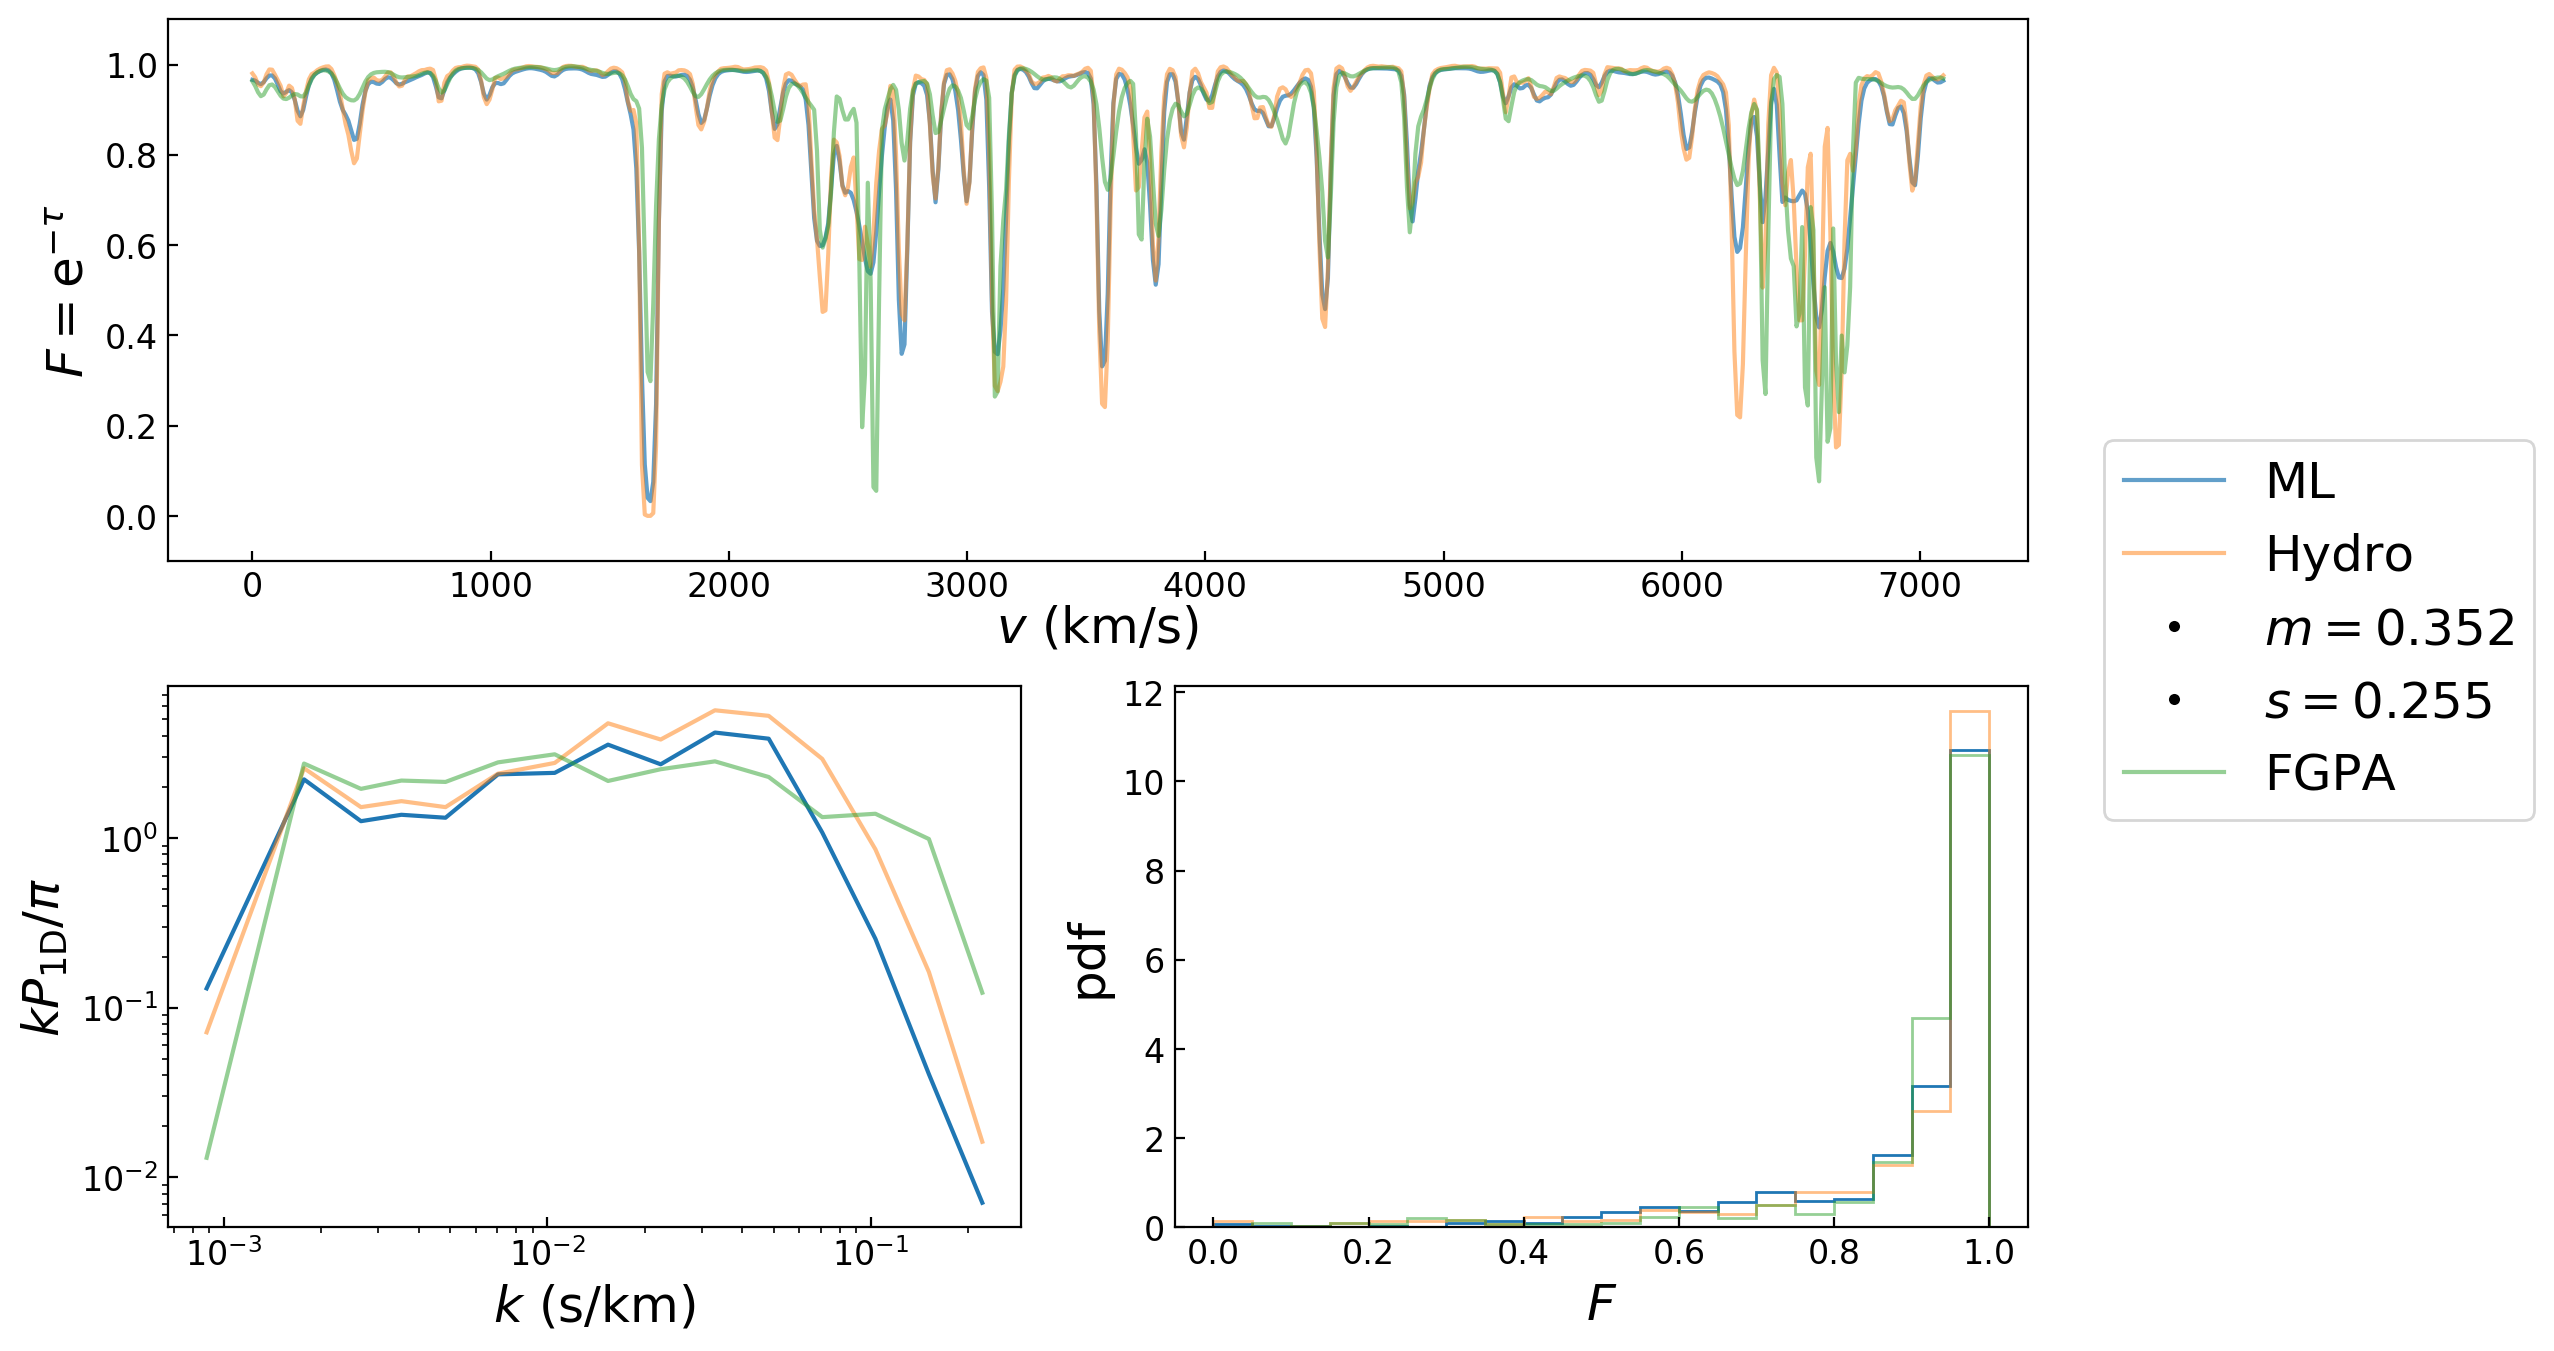 1.0
0.8
0.6
0.4
0.2
0.0
F = e^{−τ}
0 1000 2000 3000 4000 5000 6000 7000
v (km/s)
ML
Hydro
m = 0.352
s = 0.255
FGPA
10^0
10^{−1}
10^{−2}
kP_{1D}/π
10^{−3} 10^{−2} 10^{−1}
k (s/km)
12
10
8
6
4
2
0
pdf
0.0 0.2 0.4 0.6 0.8 1.0
F